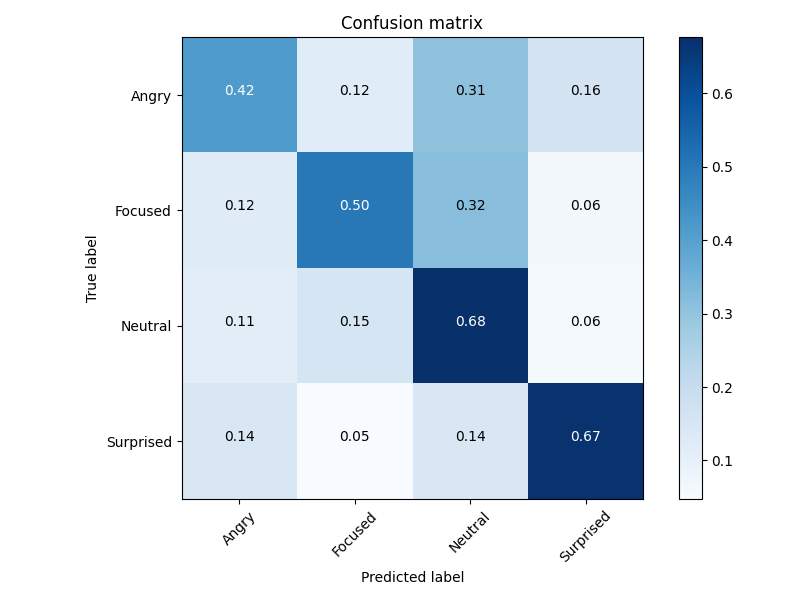 Confusion matrix
True label
Angry 0.42 0.12 0.31 0.16
Focused 0.12 0.50 0.32 0.06
Neutral 0.11 0.15 0.68 0.06
Surprised 0.14 0.05 0.14 0.67
Angry Focused Neutral Surprised
Predicted label
0.6
0.5
0.4
0.3
0.2
0.1